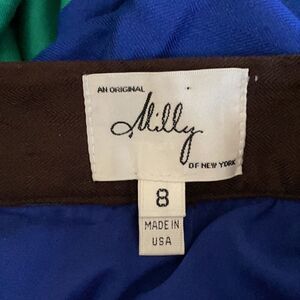 AN ORIGINAL
Milly
OF NEW YORK
8
MADE IN
USA